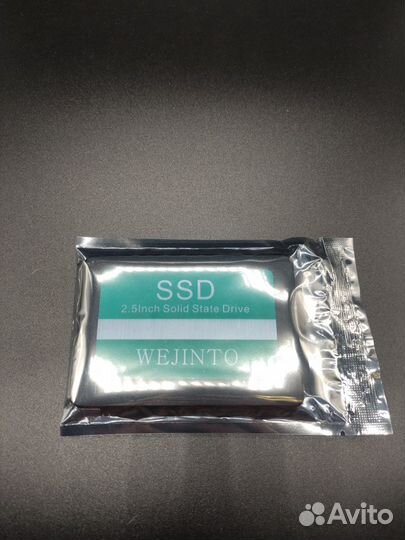 SSD
2.5Inch Solid State Drive
WEJINTO
Avito